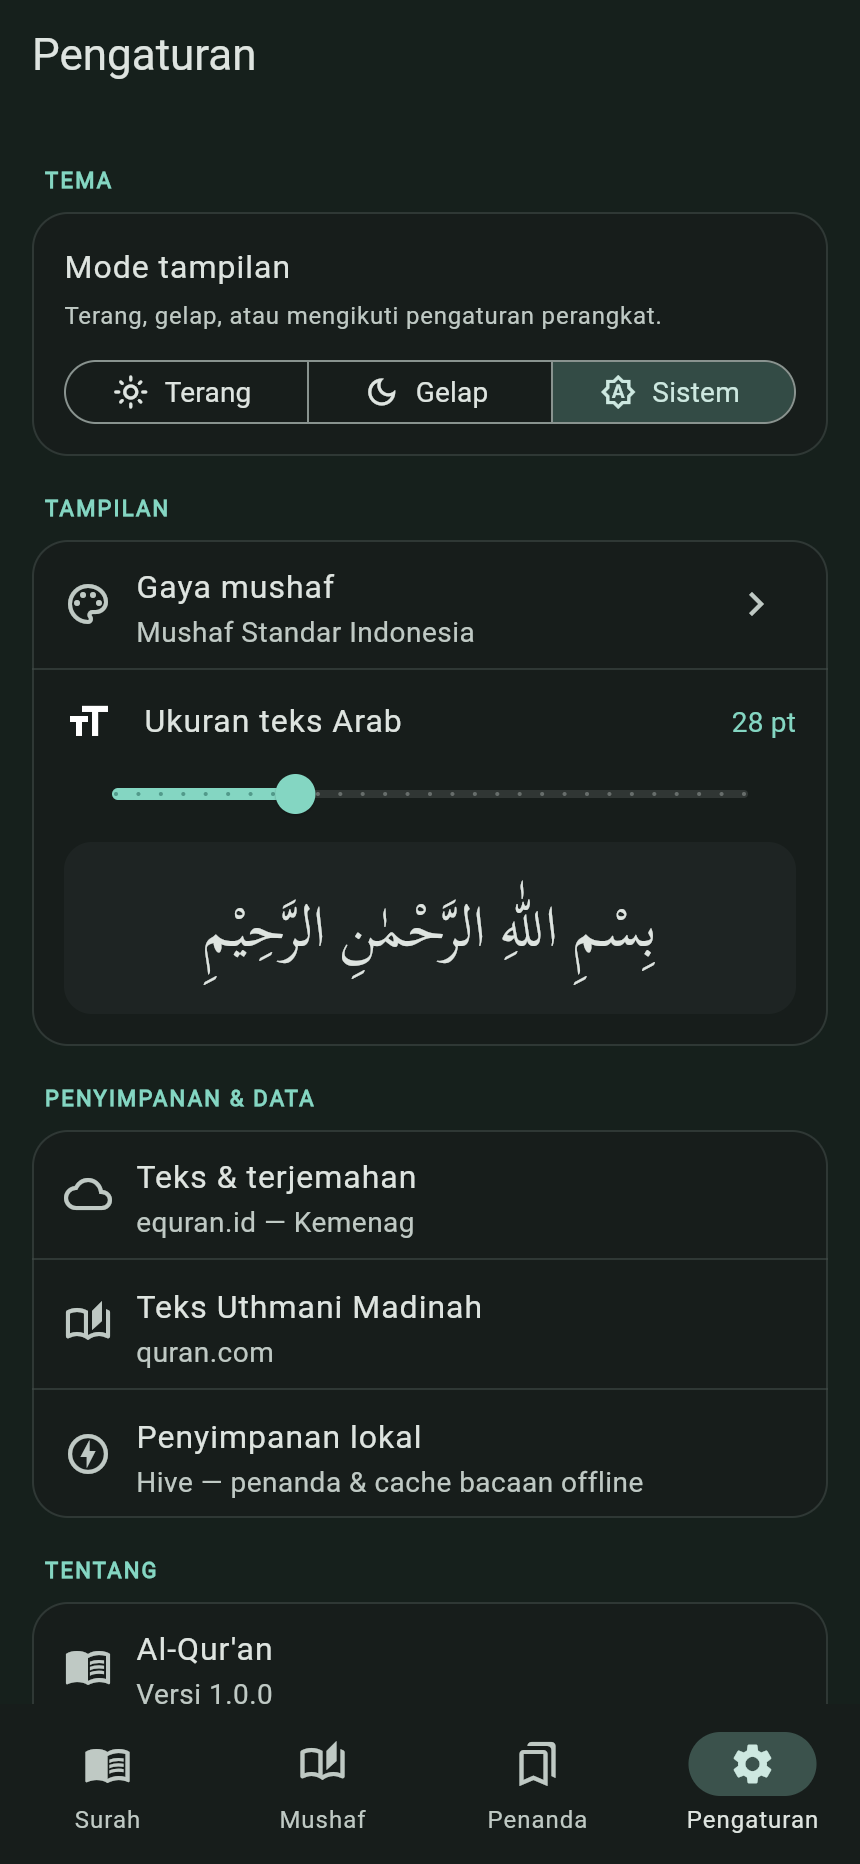 Pengaturan
TEMA
Mode tampilan
Terang, gelap, atau mengikuti pengaturan perangkat.
Terang Gelap Sistem
TAMPILAN
Gaya mushaf
Mushaf Standar Indonesia
Ukuran teks Arab 28 pt
بِسْمِ اللّٰهِ الرَّحْمٰنِ الرَّحِيْمِ
PENYIMPANAN & DATA
Teks & terjemahan
equran.id — Kemenag
Teks Uthmani Madinah
quran.com
Penyimpanan lokal
Hive — penanda & cache bacaan offline
TENTANG
Al-Qur'an
Versi 1.0.0
Surah Mushaf Penanda Pengaturan